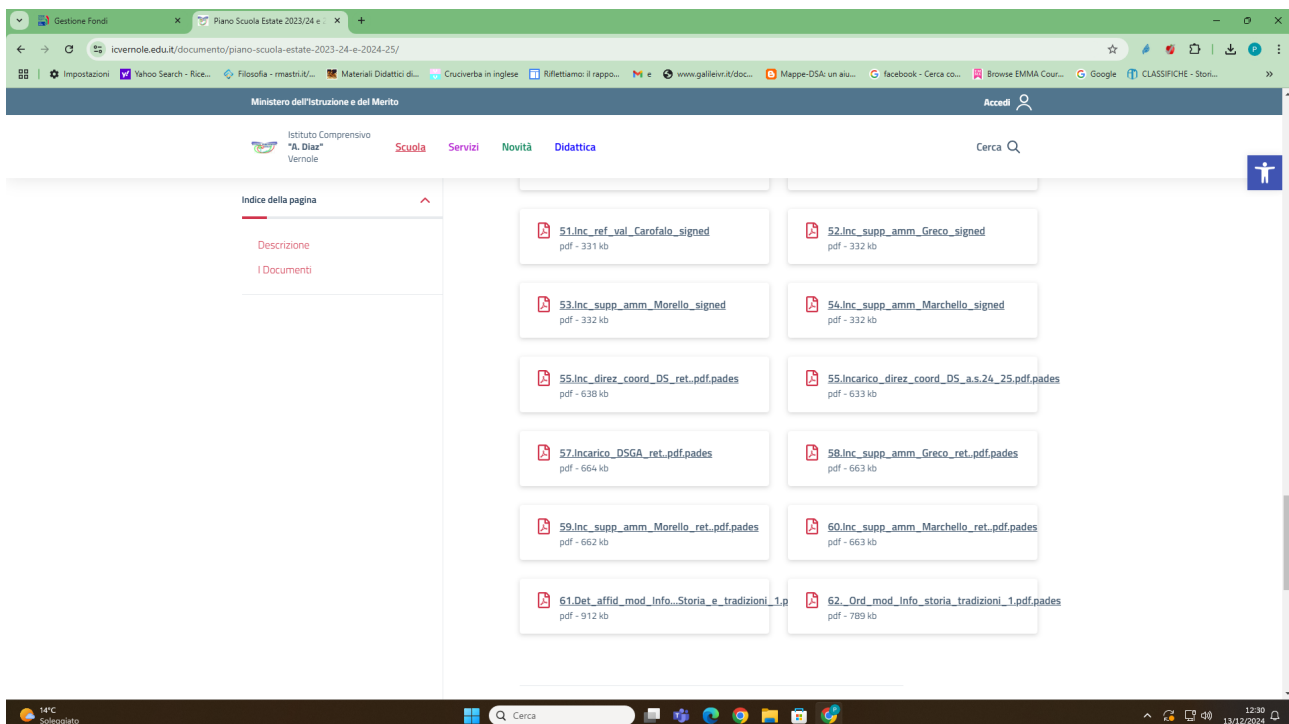 Gestione Fondi
Piano Scuola Estate 2023/24 e 2
icvernole.edu.it/documento/piano-scuola-estate-2023-24-e-2024-25/
P
Impostazioni
Yahoo Search - Rice...
Filosofia - rmastri.it/...
Materiali Didattici di...
Cruciverba in inglese
Riflettiamo: il rappo...
M e
www.galileivr.it/doc...
Mappe-DSA: un aiu...
facebook - Cerca co...
Browse EMMA Cour...
Google
CLASSIFICHE - Stori...
»
Ministero dell'Istruzione e del Merito
Accedi
Istituto Comprensivo
"A. Diaz"
Vernole
Scuola
Servizi
Novità
Didattica
Cerca
Indice della pagina
Descrizione
I Documenti
51.Inc_ref_val_Carofalo_signed
pdf - 331 kb
52.Inc_supp_amm_Greco_signed
pdf - 332 kb
53.Inc_supp_amm_Morello_signed
pdf - 332 kb
54.Inc_supp_amm_Marchello_signed
pdf - 332 kb
55.Inc_direz_coord_DS_ret..pdf.pades
pdf - 638 kb
55.Incarico_direz_coord_DS_a.s.24_25.pdf.pades
pdf - 633 kb
57.Incarico_DSGA_ret..pdf.pades
pdf - 664 kb
58.Inc_supp_amm_Greco_ret..pdf.pades
pdf - 663 kb
59.Inc_supp_amm_Morello_ret..pdf.pades
pdf - 662 kb
60.Inc_supp_amm_Marchello_ret..pdf.pades
pdf - 663 kb
61.Det_affid_mod_Info...Storia_e_tradizioni_1.p
pdf - 912 kb
62._Ord_mod_Info_storia_tradizioni_1.pdf.pades
pdf - 789 kb
14°C
Soleggiato
Cerca
12:30
13/12/2024